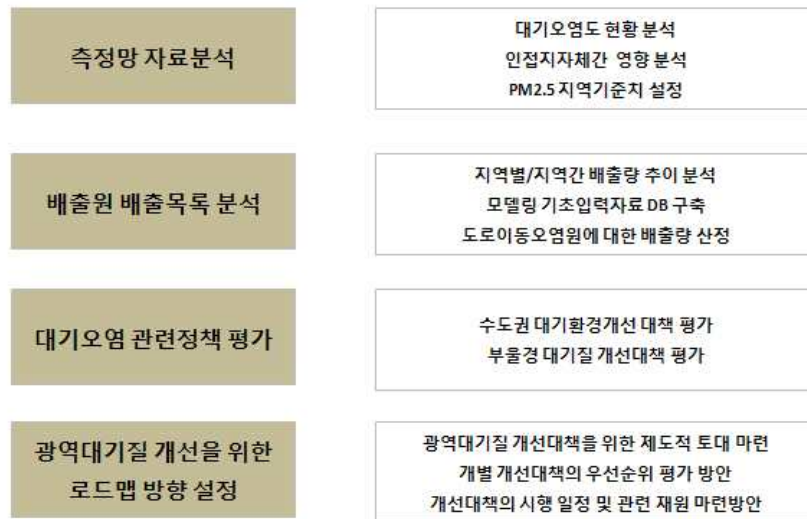 측정망 자료분석
대기오염도 현황 분석
인접지자체간 영향 분석
PM2.5 지역기준치 설정
배출원 배출목록 분석
지역별/지역간 배출량 추이 분석
모델링 기초입력자료 DB 구축
도로이동오염원에 대한 배출량 산정
대기오염 관련정책 평가
수도권 대기환경개선 대책 평가
부울경 대기질 개선대책 평가
광역대기질 개선을 위한
로드맵 방향 설정
광역대기질 개선대책을 위한 제도적 토대 마련
개별 개선대책의 우선순위 평가 방안
개선대책의 시행 일정 및 관련 재원 마련방안